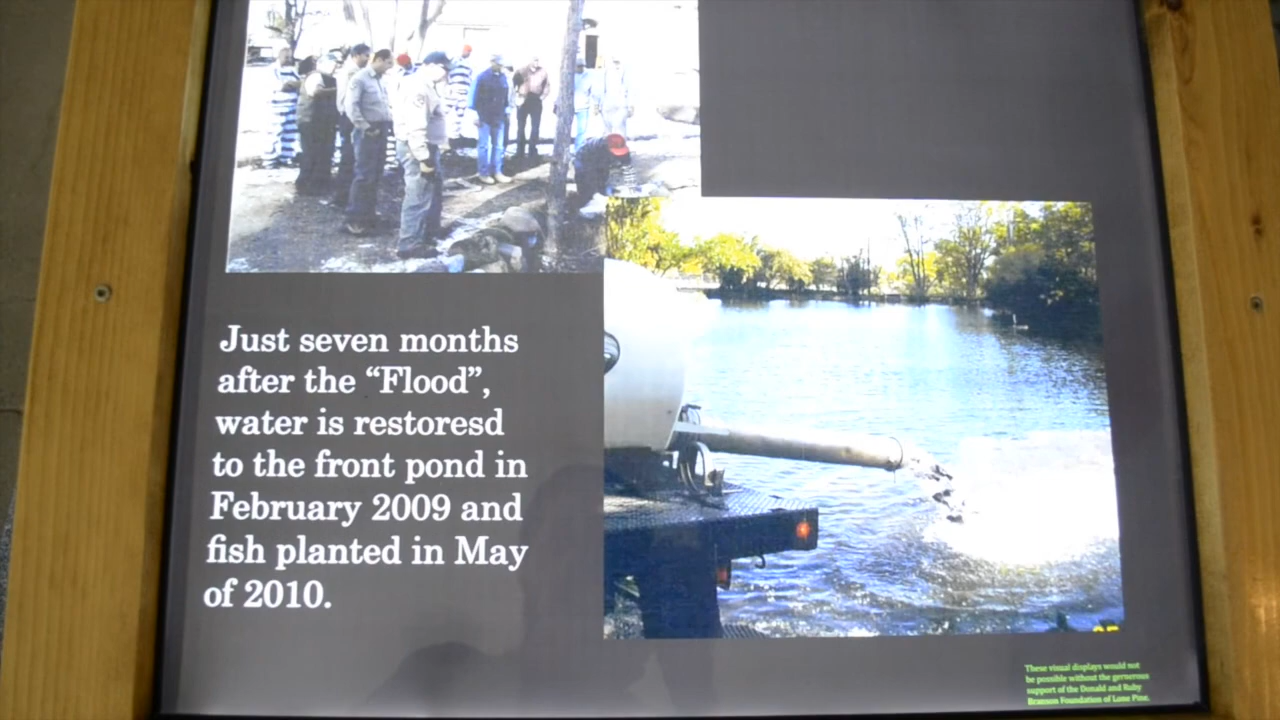 Just seven months
after the “Flood”,
water is restoresd
to the front pond in
February 2009 and
fish planted in May
of 2010.
These visual displays would not
be possible without the gernerous
support of the Donald and Ruby
Branson Foundation of Lone Pine.